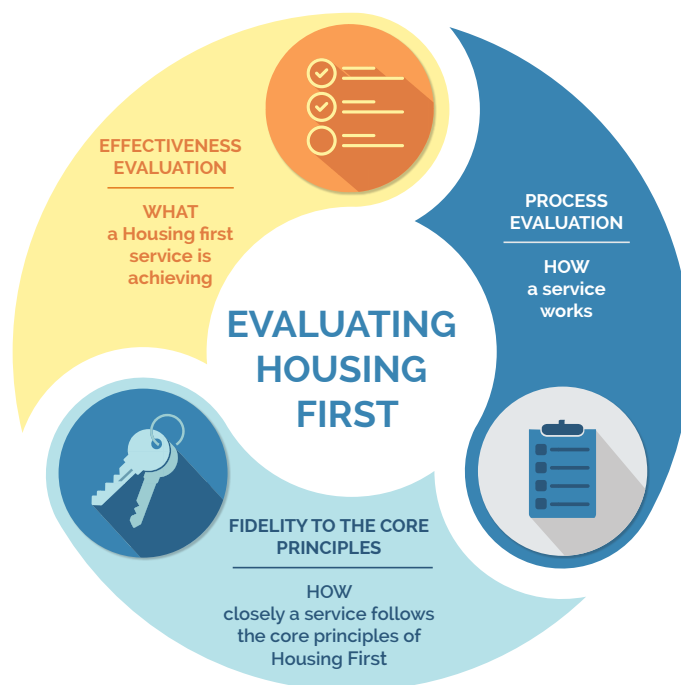 EFFECTIVENESS
EVALUATION
WHAT
a Housing first
service is
achieving
PROCESS
EVALUATION
HOW
a service
works
EVALUATING
HOUSING
FIRST
FIDELITY TO THE CORE
PRINCIPLES
HOW
closely a service follows
the core principles of
Housing First